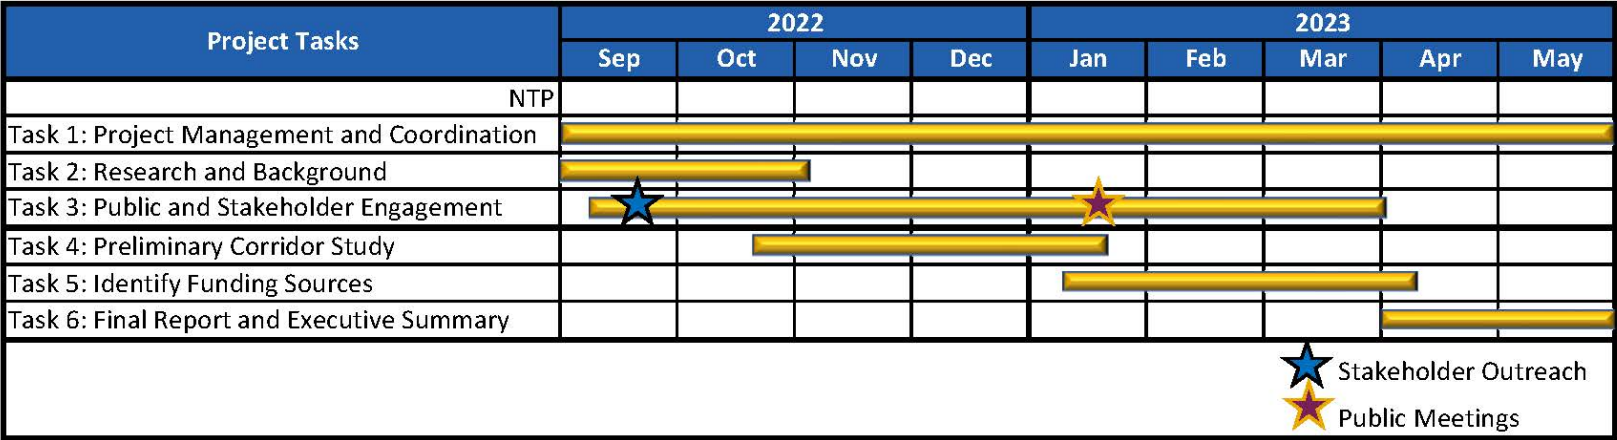 Project Tasks
2022
2023
Sep Oct Nov Dec Jan Feb Mar Apr May
NTP
Task 1: Project Management and Coordination
Task 2: Research and Background
Task 3: Public and Stakeholder Engagement
Task 4: Preliminary Corridor Study
Task 5: Identify Funding Sources
Task 6: Final Report and Executive Summary
Stakeholder Outreach
Public Meetings